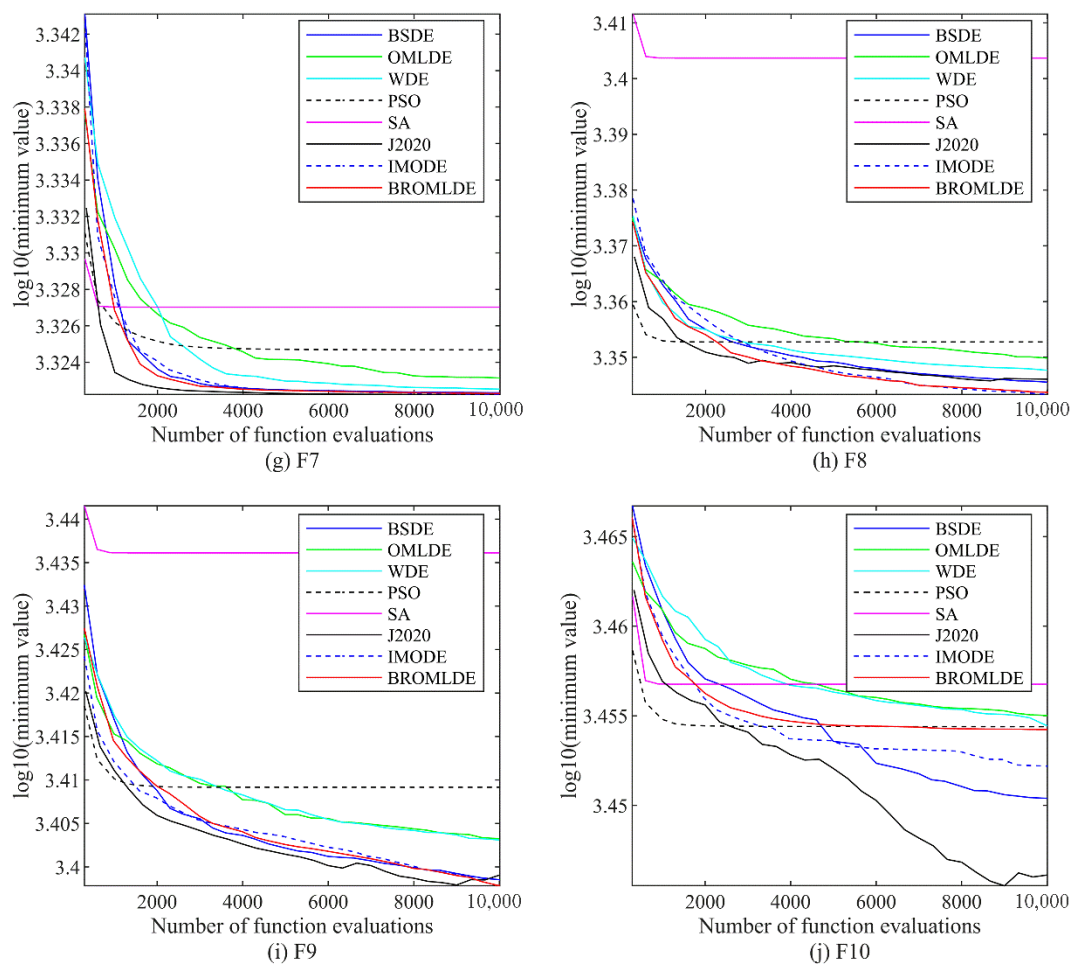 log10(minimum value)
3.342
3.34
3.338
3.336
3.334
3.332
3.33
3.328
3.326
3.324
BSDE
OMLDE
WDE
PSO
SA
J2020
IMODE
BROMLDE
2000
4000
6000
8000
10,000
Number of function evaluations
(g) F7
log10(minimum value)
3.41
3.4
3.39
3.38
3.37
3.36
3.35
BSDE
OMLDE
WDE
PSO
SA
J2020
IMODE
BROMLDE
2000
4000
6000
8000
10,000
Number of function evaluations
(h) F8
log10(minimum value)
3.44
3.435
3.43
3.425
3.42
3.415
3.41
3.405
3.4
BSDE
OMLDE
WDE
PSO
SA
J2020
IMODE
BROMLDE
2000
4000
6000
8000
10,000
Number of function evaluations
(i) F9
log10(minimum value)
3.465
3.46
3.455
3.45
BSDE
OMLDE
WDE
PSO
SA
J2020
IMODE
BROMLDE
2000
4000
6000
8000
10,000
Number of function evaluations
(j) F10